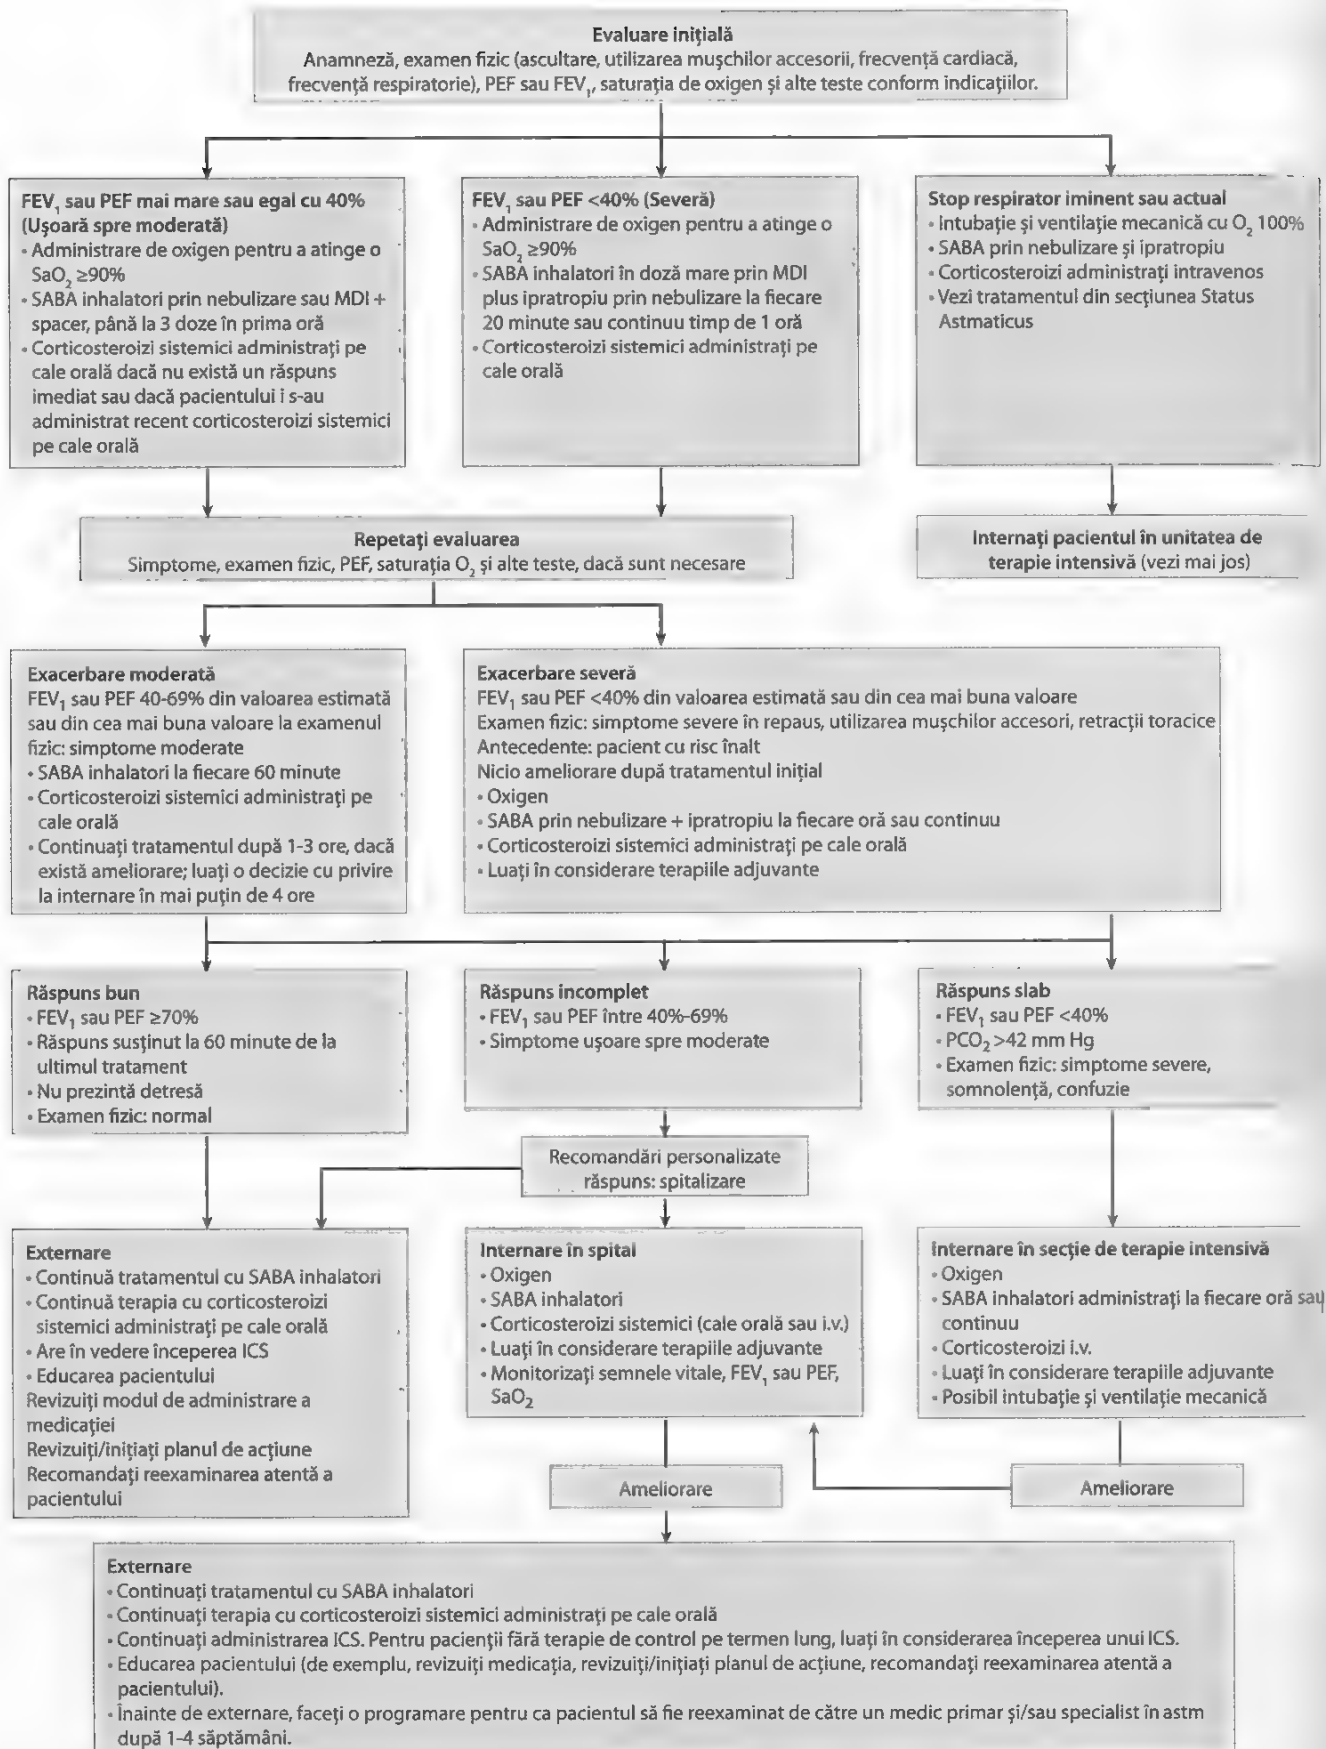 Evaluare inițială
Anamneză, examen fizic (ascultare, utilizarea mușchilor accesorii, frecvență cardiacă,
frecvență respiratorie), PEF sau FEV₁, saturația de oxigen și alte teste conform indicațiilor.
FEV₁ sau PEF mai mare sau egal cu 40%
(Ușoară spre moderată)
• Administrare de oxigen pentru a atinge o
SaO₂ ≥90%
• SABA inhalatori prin nebulizare sau MDI +
spacer, până la 3 doze în prima oră
• Corticosteroizi sistemici administrați pe
cale orală dacă nu există un răspuns
imediat sau dacă pacientului i s-au
administrat recent corticosteroizi sistemici
pe cale orală
FEV₁ sau PEF <40% (Severă)
• Administrare de oxigen pentru a atinge o
SaO₂ ≥90%
• SABA inhalatori în doză mare prin MDI
plus ipratropiu prin nebulizare la fiecare
20 minute sau continuu timp de 1 oră
• Corticosteroizi sistemici administrați pe
cale orală
Stop respirator iminent sau actual
• Intubație și ventilație mecanică cu O₂ 100%
• SABA prin nebulizare și ipratropiu
• Corticosteroizi administrați intravenos
• Vezi tratamentul din secțiunea Status
Astmaticus
Repetați evaluarea
Simptome, examen fizic, PEF, saturația O₂ și alte teste, dacă sunt necesare
Internați pacientul în unitatea de
terapie intensivă (vezi mai jos)
Exacerbare moderată
FEV₁ sau PEF 40-69% din valoarea estimată
sau din cea mai buna valoare la examenul
fizic: simptome moderate
• SABA inhalatori la fiecare 60 minute
• Corticosteroizi sistemici administrați pe
cale orală
• Continuați tratamentul după 1-3 ore, dacă
există ameliorare; luați o decizie cu privire
la internare în mai puțin de 4 ore
Exacerbare severă
FEV₁ sau PEF <40% din valoarea estimată sau din cea mai buna valoare
Examen fizic: simptome severe în repaus, utilizarea mușchilor accesori, retracții toracice
Antecedente: pacient cu risc înalt
Nicio ameliorare după tratamentul inițial
• Oxigen
• SABA prin nebulizare + ipratropiu la fiecare oră sau continuu
• Corticosteroizi sistemici administrați pe cale orală
• Luați în considerare terapiile adjuvante
Răspuns bun
• FEV₁ sau PEF ≥70%
• Răspuns susținut la 60 minute de la
ultimul tratament
• Nu prezintă detresă
• Examen fizic: normal
Răspuns incomplet
• FEV₁ sau PEF între 40%-69%
• Simptome ușoare spre moderate
Răspuns slab
• FEV₁ sau PEF <40%
• PCO₂ >42 mm Hg
• Examen fizic: simptome severe,
somnolență, confuzie
Recomandări personalizate
răspuns: spitalizare
Externare
• Continuă tratamentul cu SABA inhalatori
• Continuă terapia cu corticosteroizi
sistemici administrați pe cale orală
• Are în vedere începerea ICS
• Educarea pacientului
Revizuiți modul de administrare a
medicației
Revizuiți/inițiați planul de acțiune
Recomandați reexaminarea atentă a
pacientului
Internare în spital
• Oxigen
• SABA inhalatori
• Corticosteroizi sistemici (cale orală sau i.v.)
• Luați în considerare terapiile adjuvante
• Monitorizați semnele vitale, FEV₁ sau PEF,
SaO₂
Internare în secție de terapie intensivă
• Oxigen
• SABA inhalatori administrați la fiecare oră sau
continuu
• Corticosteroizi i.v.
• Luați în considerare terapiile adjuvante
• Posibil intubație și ventilație mecanică
Ameliorare
Ameliorare
Externare
• Continuați tratamentul cu SABA inhalatori
• Continuați terapia cu corticosteroizi sistemici administrați pe cale orală
• Continuați administrarea ICS. Pentru pacienții fără terapie de control pe termen lung, luați în considerarea începerea unui ICS.
• Educarea pacientului (de exemplu, revizuiți medicația, revizuiți/inițiați planul de acțiune, recomandați reexaminarea atentă a
pacientului).
• Înainte de externare, faceți o programare pentru ca pacientul să fie reexaminat de către un medic primar și/sau specialist în astm
după 1-4 săptămâni.